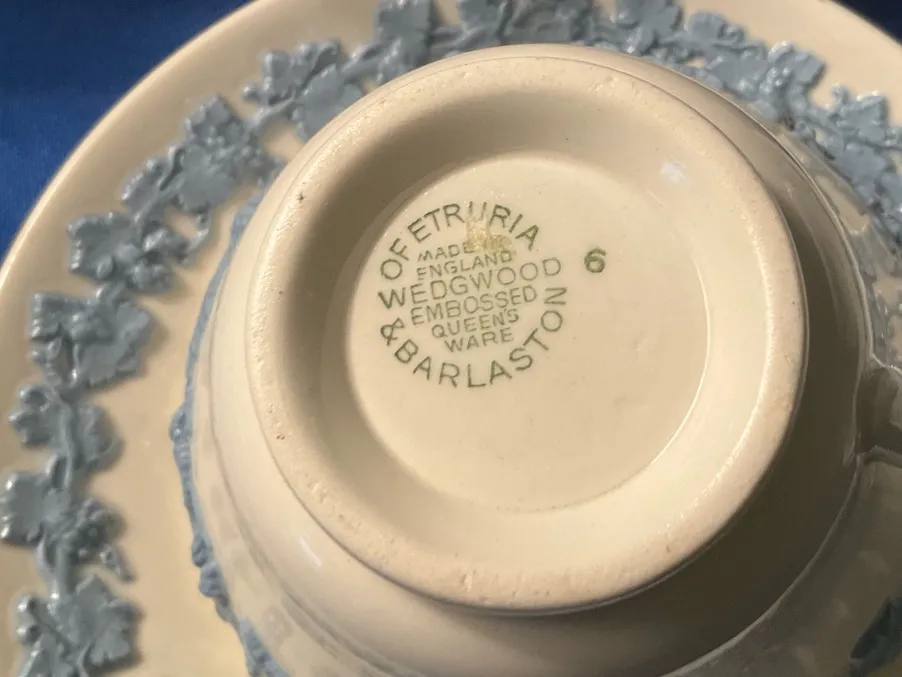 OF ETRURIA
MADE IN
ENGLAND
WEDGWOOD
EMBOSSED
QUEEN'S
WARE
& BARLASTON
6